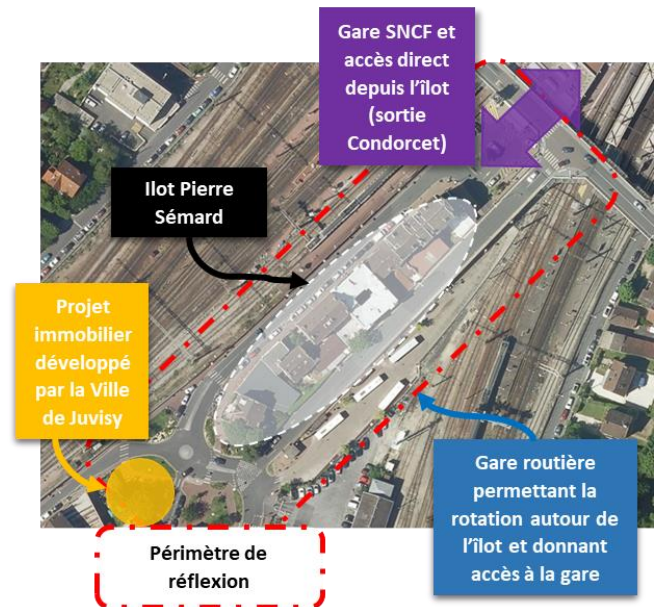 Gare SNCF et
accès direct
depuis l’îlot
(sortie
Condorcet)
Ilot Pierre
Sémard
Projet
immobilier
développé
par la Ville
de Juvisy
Gare routière
permettant la
rotation autour de
l’îlot et donnant
accès à la gare
Périmètre de
réflexion